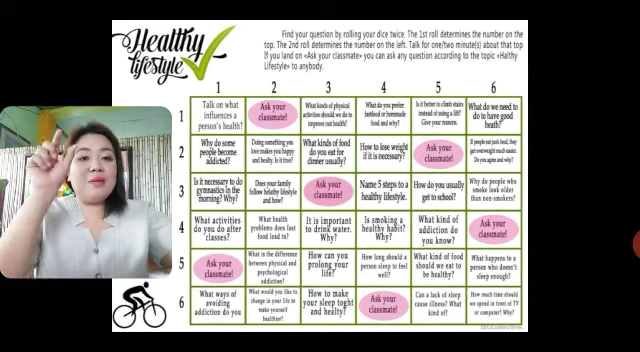 Healthy
lifestyle
Find your question by rolling your dice twice. The 1st roll determines the number on the
top. The 2nd roll determines the number on the left. Talk for one/two minute(s) about that top
If you land on «Ask your classmate» you can ask any question according to the topic «Halthy
Lifestyle» to anybody.
1 2 3 4 5 6
1
Talk on what
influences a
person's health?
Ask your
classmate!
What kinds of physical
activities should we do to
improve out health?
What do you prefer:
fastfood or homemade
food and why?
Is it better to climb stairs
instead of using a lift?
Give your reasons.
What do we need to
do to have good
heath?
2
Why do some
people become
addicted?
Doing something you
love makes you happy
and healty. Is it true?
What kinds of food
do you eat for
dinner usually?
How to lose weight
if it is necessary?
Ask your
classmate!
If people eat junk food, they
get overweight much easier.
Do you agree and why?
3
Is it necessary to do
gymnastics in the
morning? Why?
Does your family
follow helathy lifestyle
and how?
Ask your
classmate!
Name 5 steps to a
healthy lifestyle.
How do you usually
get to school?
Why do people who
smoke look older
than non-smokers?
4
What activities
do you do after
classes?
What health
problems does fast
food lead to?
It is important
to drink water.
Why?
Is smoking a
healthy habit?
Why?
What kind of
addiction do you
know?
Ask your
classmate!
5
Ask your
classmate!
What is the difference
between physical and
psychological
addiction?
How can you
prolong your
life?
How long should a
person sleep to feel
well?
What kind of food
should we eat to
be healthy?
What happens to a
person who doesn't
sleep enough?
6
What ways of
avoiding
addiction do you
What would you like to
change in your life to
make yourself
healthier?
How to make
your sleep toght
and healty?
Ask your
classmate!
Can a lack of sleep
cause illness? What
kind of?
How much time should
we spend in front of TV
or computer? Why?